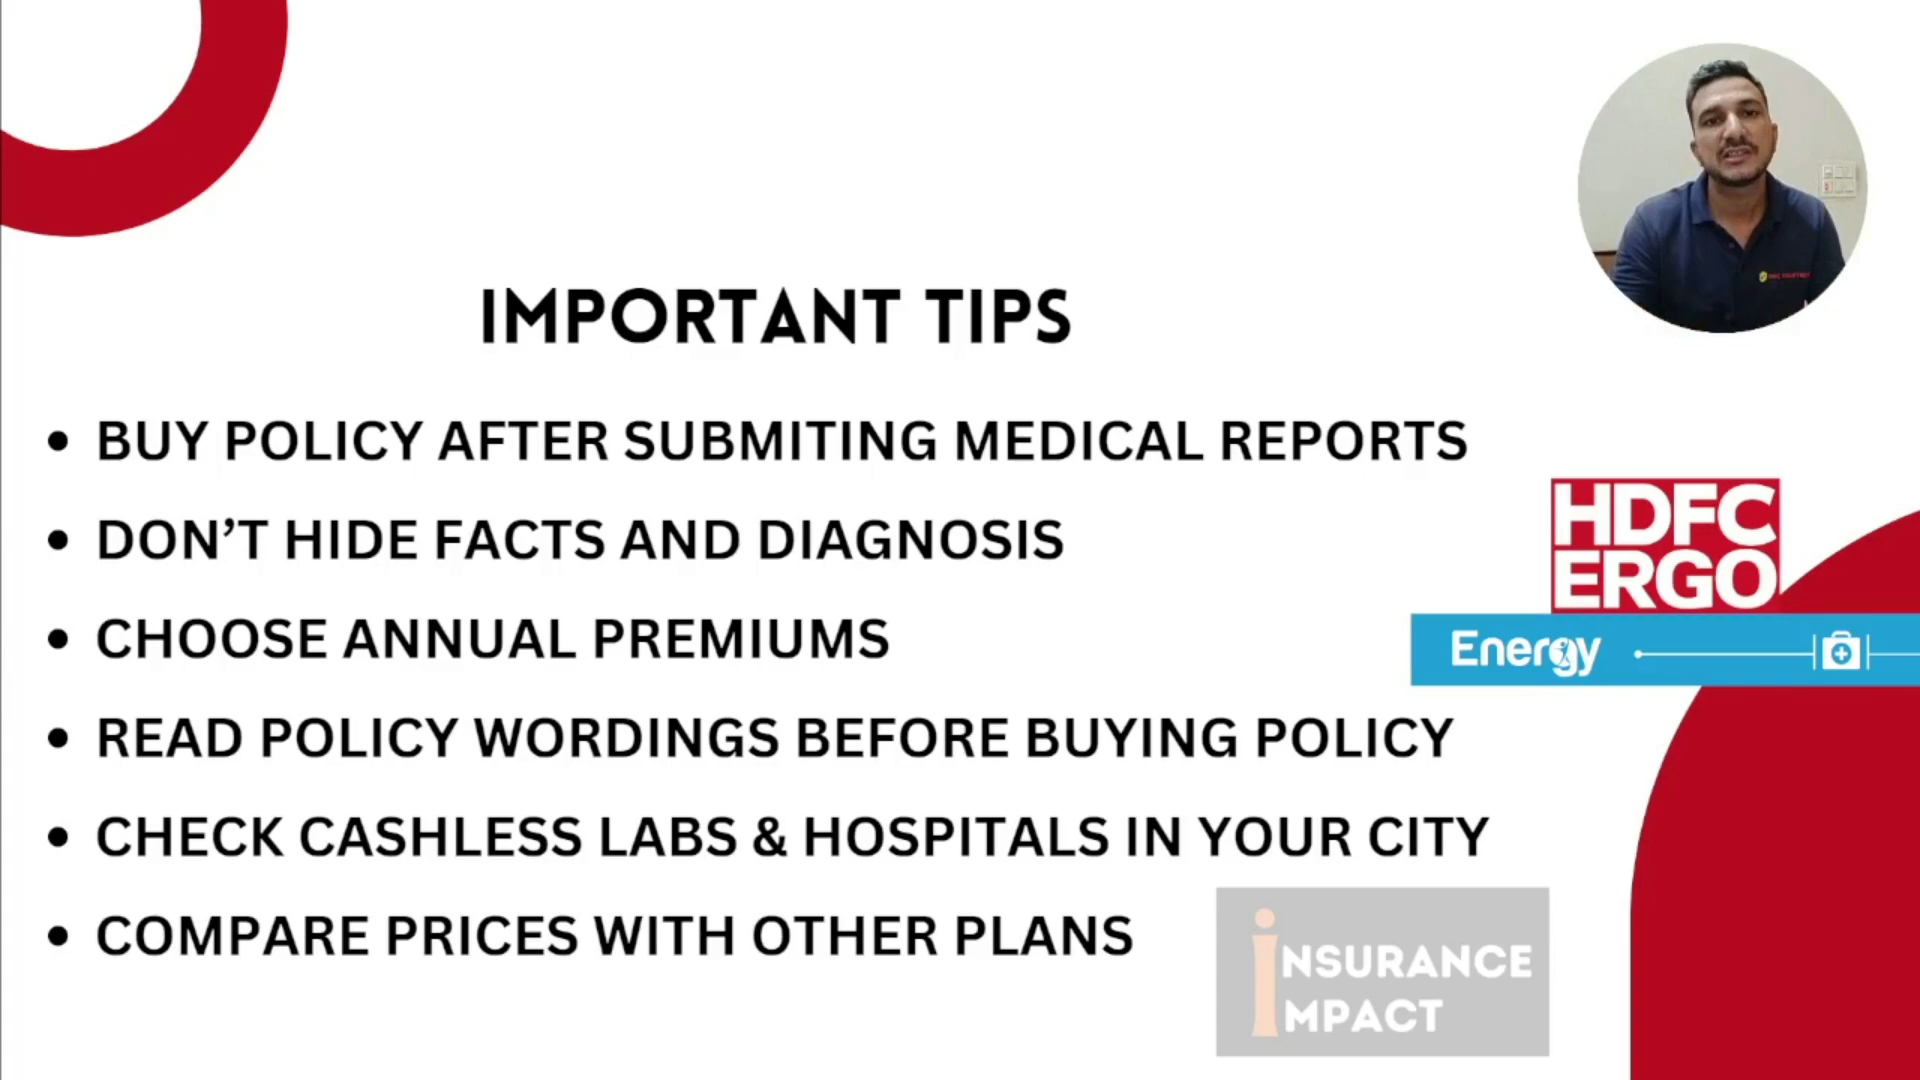 IMPORTANT TIPS
• BUY POLICY AFTER SUBMITING MEDICAL REPORTS
• DON’T HIDE FACTS AND DIAGNOSIS
• CHOOSE ANNUAL PREMIUMS
• READ POLICY WORDINGS BEFORE BUYING POLICY
• CHECK CASHLESS LABS & HOSPITALS IN YOUR CITY
• COMPARE PRICES WITH OTHER PLANS
HDFC
ERGO
Energy
iNSURANCE
iMPACT